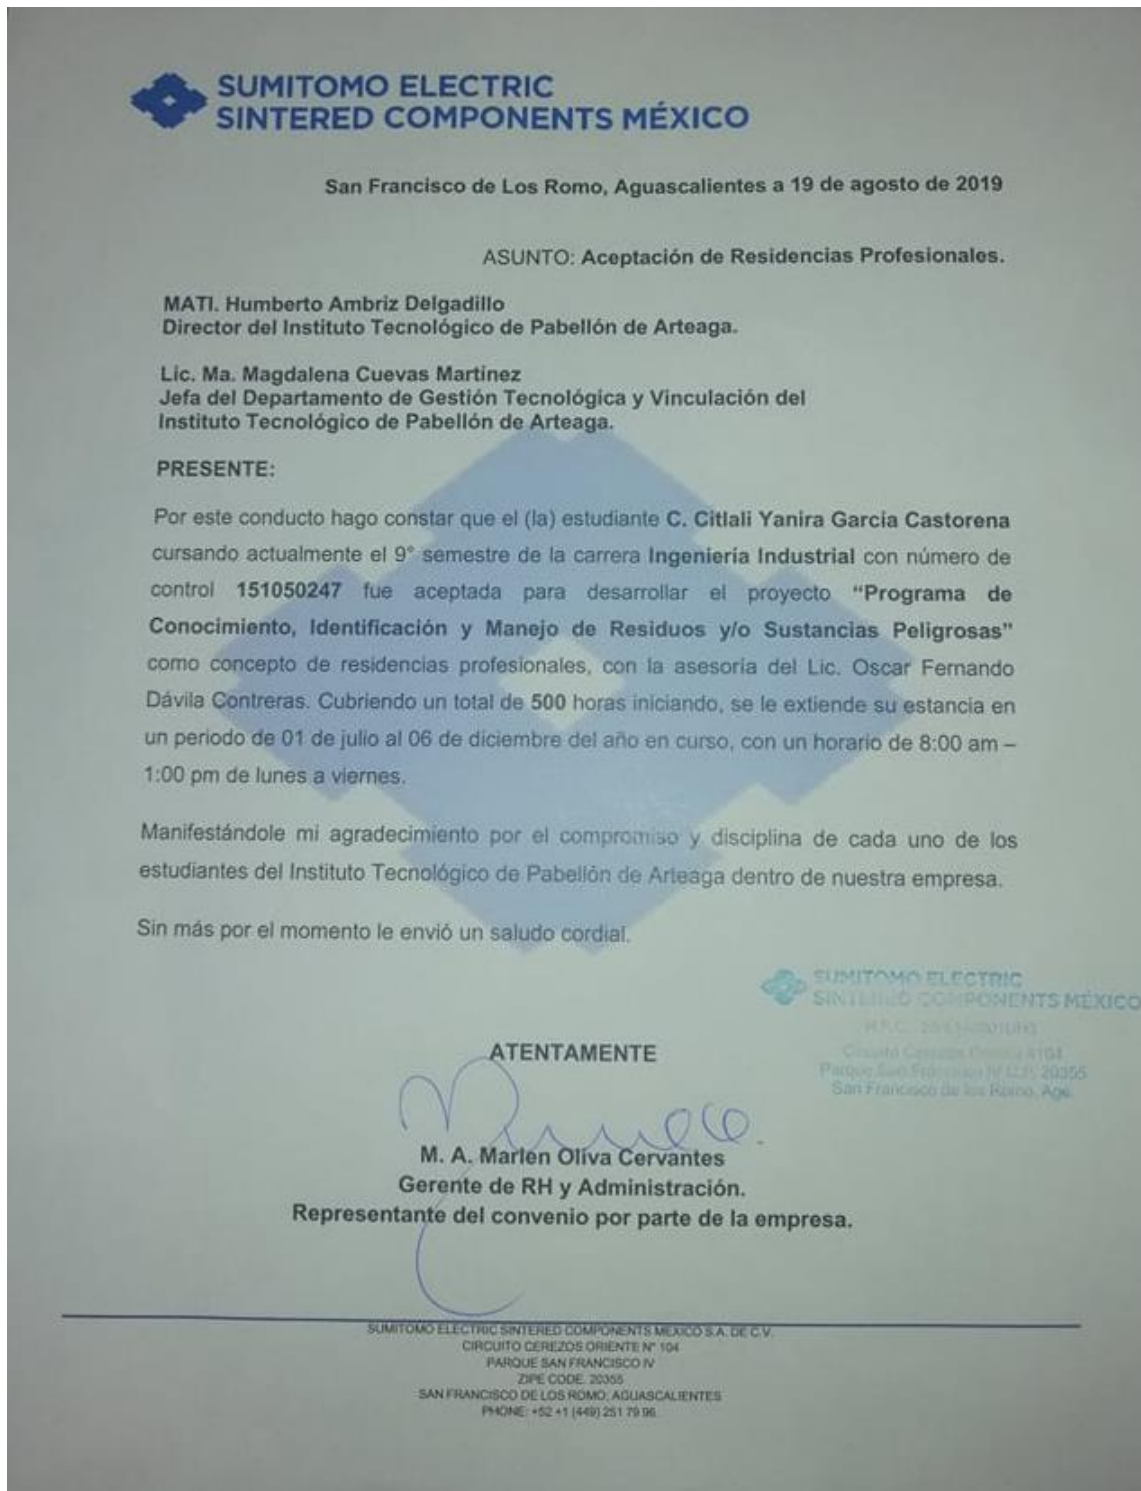 SUMITOMO ELECTRIC
SINTERED COMPONENTS MÉXICO
San Francisco de Los Romo, Aguascalientes a 19 de agosto de 2019
ASUNTO: Aceptación de Residencias Profesionales.
MATI. Humberto Ambriz Delgadillo
Director del Instituto Tecnológico de Pabellón de Arteaga.
Lic. Ma. Magdalena Cuevas Martínez
Jefa del Departamento de Gestión Tecnológica y Vinculación del
Instituto Tecnológico de Pabellón de Arteaga.
PRESENTE:
Por este conducto hago constar que el (la) estudiante C. Citlali Yanira García Castorena
cursando actualmente el 9° semestre de la carrera Ingeniería Industrial con número de
control 151050247 fue aceptada para desarrollar el proyecto “Programa de
Conocimiento, Identificación y Manejo de Residuos y/o Sustancias Peligrosas”
como concepto de residencias profesionales, con la asesoría del Lic. Oscar Fernando
Dávila Contreras. Cubriendo un total de 500 horas iniciando, se le extiende su estancia en
un periodo de 01 de julio al 06 de diciembre del año en curso, con un horario de 8:00 am –
1:00 pm de lunes a viernes.
Manifestándole mi agradecimiento por el compromiso y disciplina de cada uno de los
estudiantes del Instituto Tecnológico de Pabellón de Arteaga dentro de nuestra empresa.
Sin más por el momento le envió un saludo cordial.
SUMITOMO ELECTRIC
SINTERED COMPONENTS MÉXICO
R.F.C.
Parque San Francisco IV C.P. 20355
San Francisco de los Romo, Ags.
ATENTAMENTE
M. A. Marlen Oliva Cervantes
Gerente de RH y Administración.
Representante del convenio por parte de la empresa.
SUMITOMO ELECTRIC SINTERED COMPONENTS MEXICO S.A. DE C.V.
CIRCUITO CEREZOS ORIENTE N° 104
PARQUE SAN FRANCISCO IV
ZIPE CODE. 20355
SAN FRANCISCO DE LOS ROMO, AGUASCALIENTES
PHONE: +52 +1 (449) 251 79 96